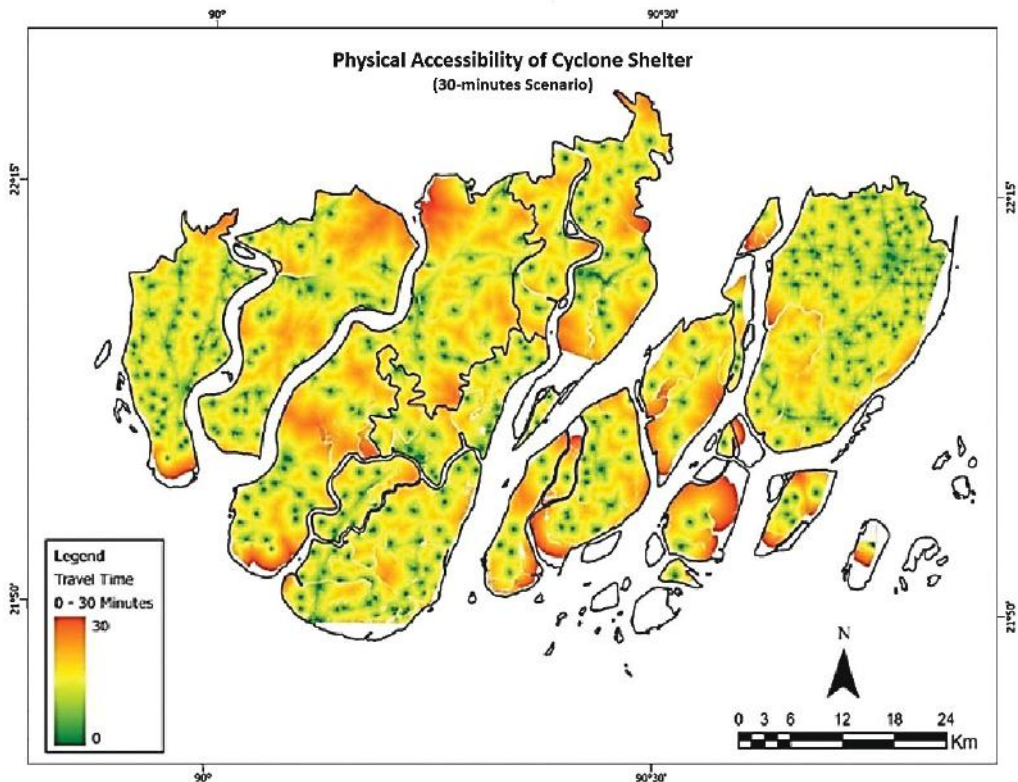 90°
90°30'
Physical Accessibility of Cyclone Shelter
(30-minutes Scenario)
22°15'
22°15'
Legend
Travel Time
0 - 30 Minutes
30
0
21°50'
21°50'
N
0 3 6 12 18 24
Km
90°
90°30'